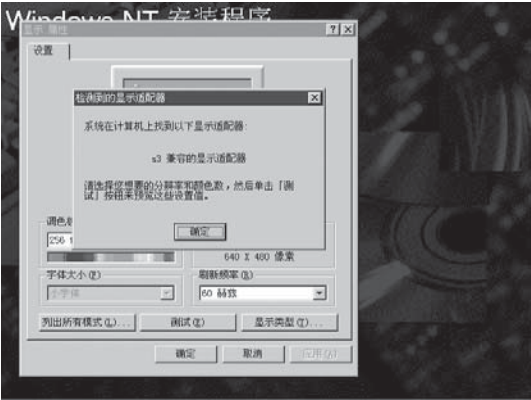 Windows NT 安装程序
显示 属性
设置
检测到的显示适配器
系统在计算机上找到以下显示适配器:
s3 兼容的显示适配器
请选择您想要的分辨率和颜色数，然后单击「测
试」按钮来预览这些设置值。
确定
调色
256
640 X 480 像素
字体大小(Z)
刷新频率(R)
小字体
60 赫兹
列出所有模式(L)...
测试(E)
显示类型(T)...
确定
取消
应用(A)